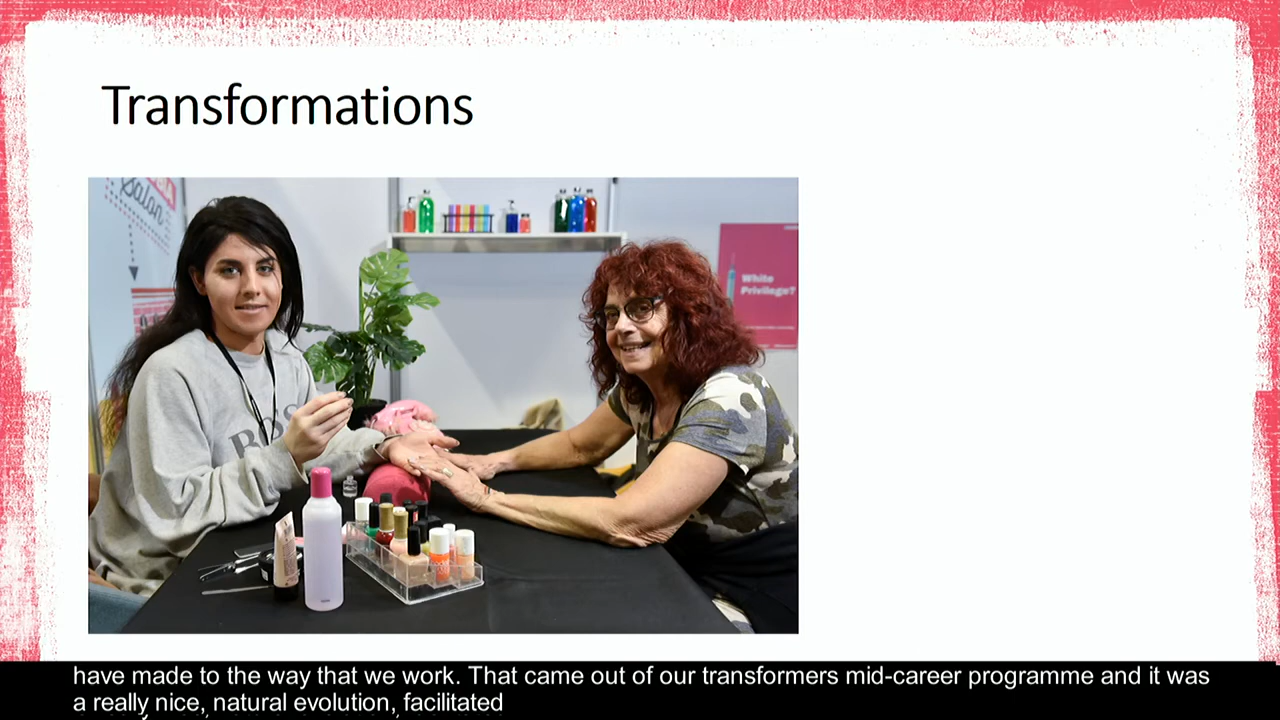 Transformations
Salon
White
Privilege?
BOSS
have made to the way that we work. That came out of our transformers mid-career programme and it was
a really nice, natural evolution, facilitated